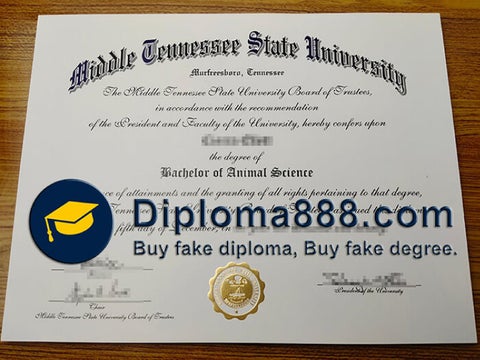 Middle Tennessee State University
Murfreesboro, Tennessee
The Middle Tennessee State University Board of Trustees,
in accordance with the recommendation
of the President and Faculty of the University, hereby confers upon
the degree of
Bachelor of Animal Science
of attainments and the granting of all rights pertaining to that degree,
Diploma888.com
Buy fake diploma, Buy fake degree.
fifth day of December, in
Chair
Middle Tennessee State University Board of Trustees
President of the University